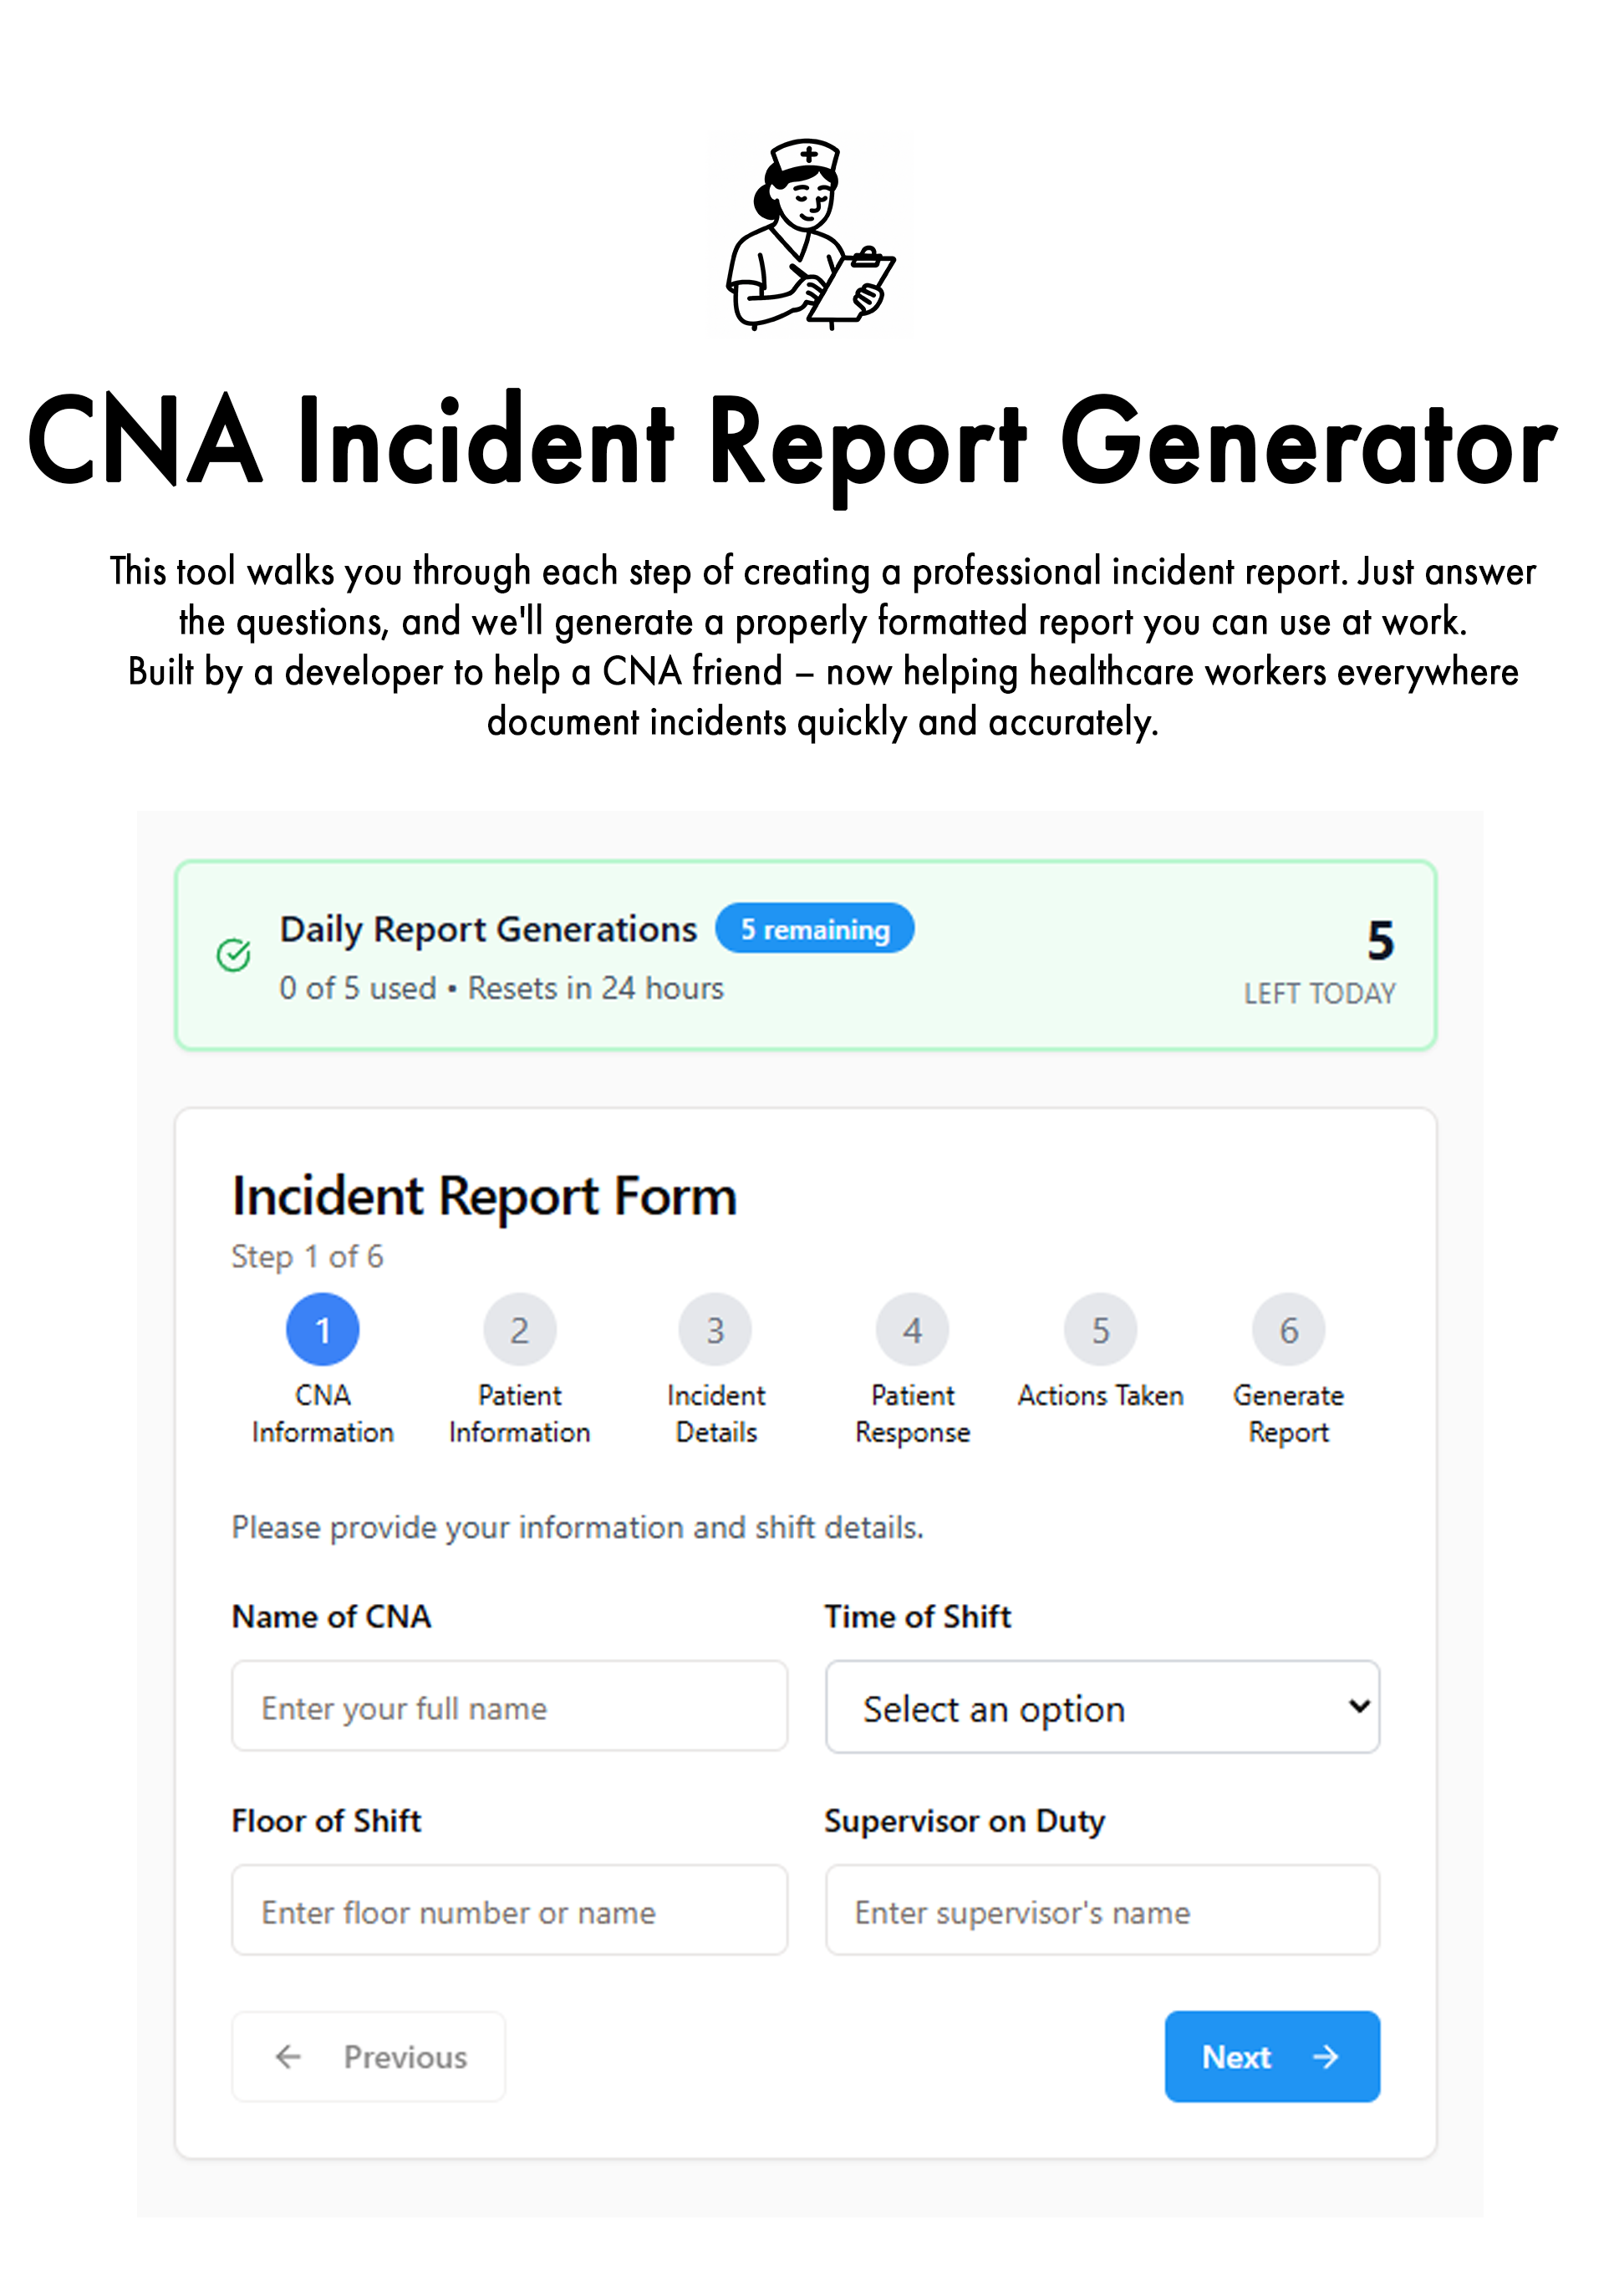 CNA Incident Report Generator
This tool walks you through each step of creating a professional incident report. Just answer
the questions, and we'll generate a properly formatted report you can use at work.
Built by a developer to help a CNA friend – now helping healthcare workers everywhere
document incidents quickly and accurately.
Daily Report Generations 5 remaining
0 of 5 used • Resets in 24 hours
5
LEFT TODAY
Incident Report Form
Step 1 of 6
1 2 3 4 5 6
CNA Information
Patient Information
Incident Details
Patient Response
Actions Taken
Generate Report
Please provide your information and shift details.
Name of CNA
Enter your full name
Time of Shift
Select an option
Floor of Shift
Enter floor number or name
Supervisor on Duty
Enter supervisor's name
← Previous
Next →